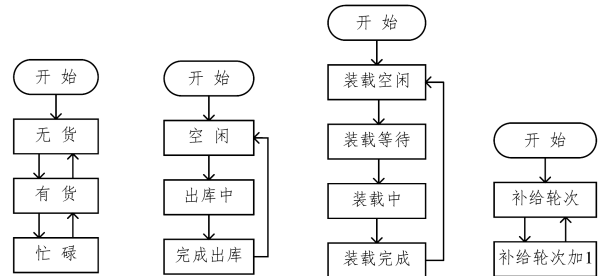 开始
无货
有货
忙碌
开始
空闲
出库中
完成出库
开始
装载空闲
装载等待
装载中
装载完成
开始
补给轮次
补给轮次加1